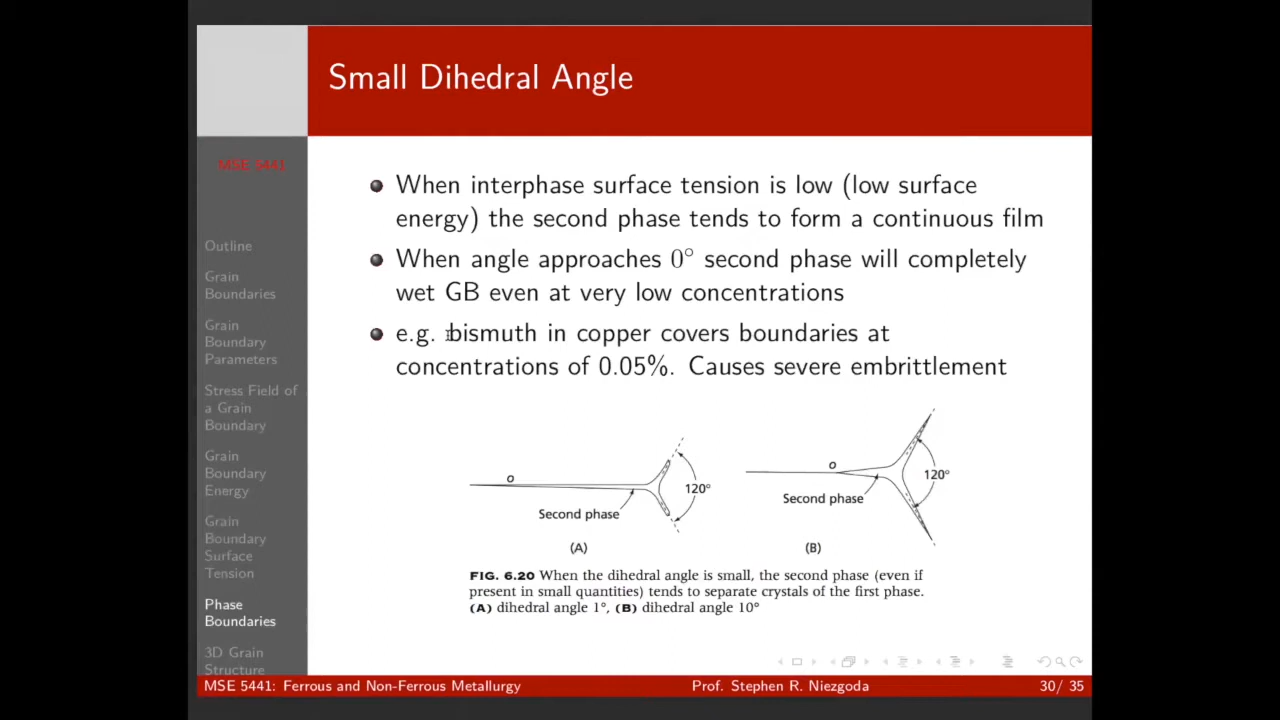 Small Dihedral Angle
MSE 5441
Outline
Grain
Boundaries
Grain
Boundary
Parameters
Stress Field of
a Grain
Boundary
Grain
Boundary
Energy
Grain
Boundary
Surface
Tension
Phase
Boundaries
3D Grain
Structure
When interphase surface tension is low (low surface
energy) the second phase tends to form a continuous film
When angle approaches 0° second phase will completely
wet GB even at very low concentrations
e.g. bismuth in copper covers boundaries at
concentrations of 0.05%. Causes severe embrittlement
o
120°
Second phase
(A)
o
120°
Second phase
(B)
FIG. 6.20 When the dihedral angle is small, the second phase (even if
present in small quantities) tends to separate crystals of the first phase.
(A) dihedral angle 1°, (B) dihedral angle 10°
MSE 5441: Ferrous and Non-Ferrous Metallurgy
Prof. Stephen R. Niezgoda
30/ 35